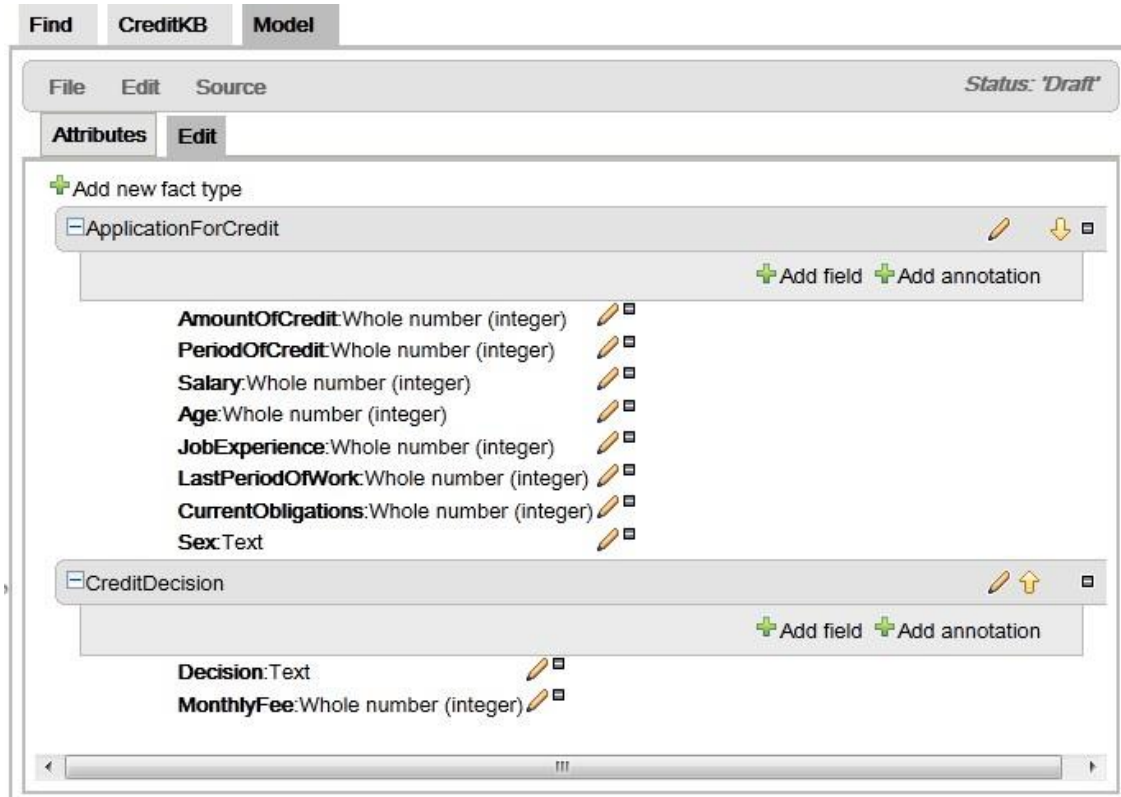 Find CreditKB Model
File Edit Source Status: 'Draft'
Attributes Edit
Add new fact type
ApplicationForCredit
Add field Add annotation
AmountOfCredit:Whole number (integer)
PeriodOfCredit:Whole number (integer)
Salary:Whole number (integer)
Age:Whole number (integer)
JobExperience:Whole number (integer)
LastPeriodOfWork:Whole number (integer)
CurrentObligations:Whole number (integer)
Sex:Text
CreditDecision
Add field Add annotation
Decision:Text
MonthlyFee:Whole number (integer)